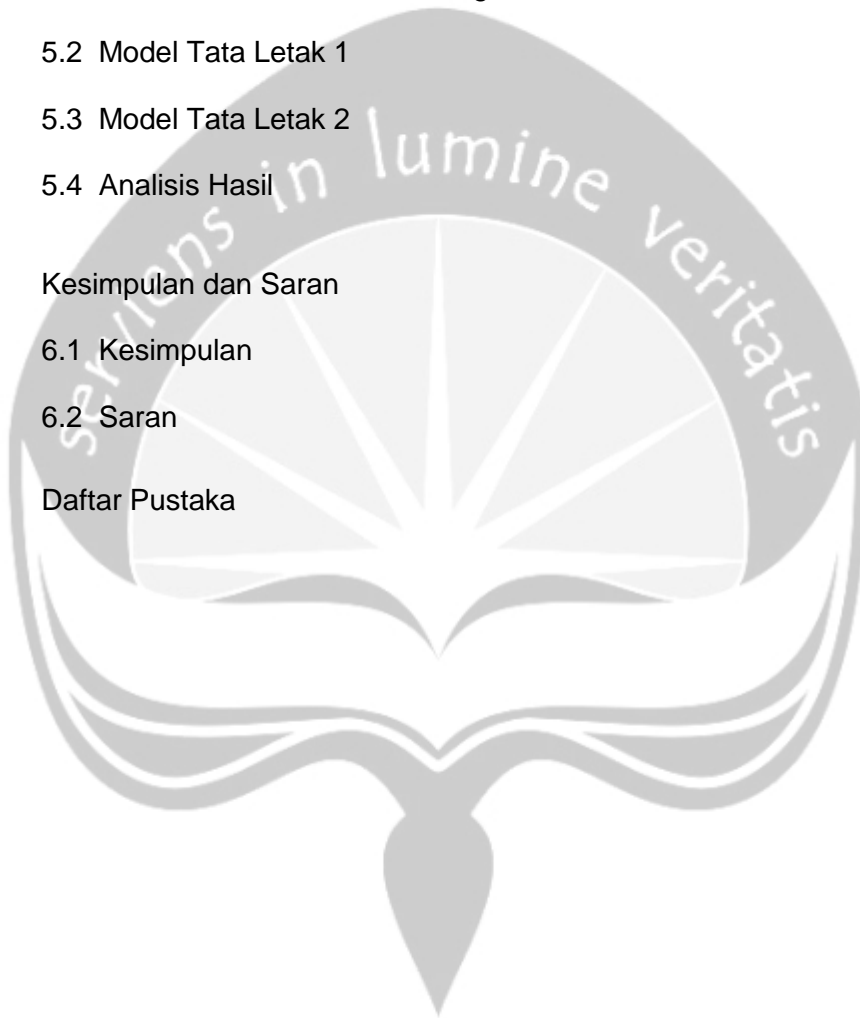 5.2 Model Tata Letak 1
5.3 Model Tata Letak 2
5.4 Analisis Hasil
Kesimpulan dan Saran
6.1 Kesimpulan
6.2 Saran
Daftar Pustaka
serviens in lumine veritatis